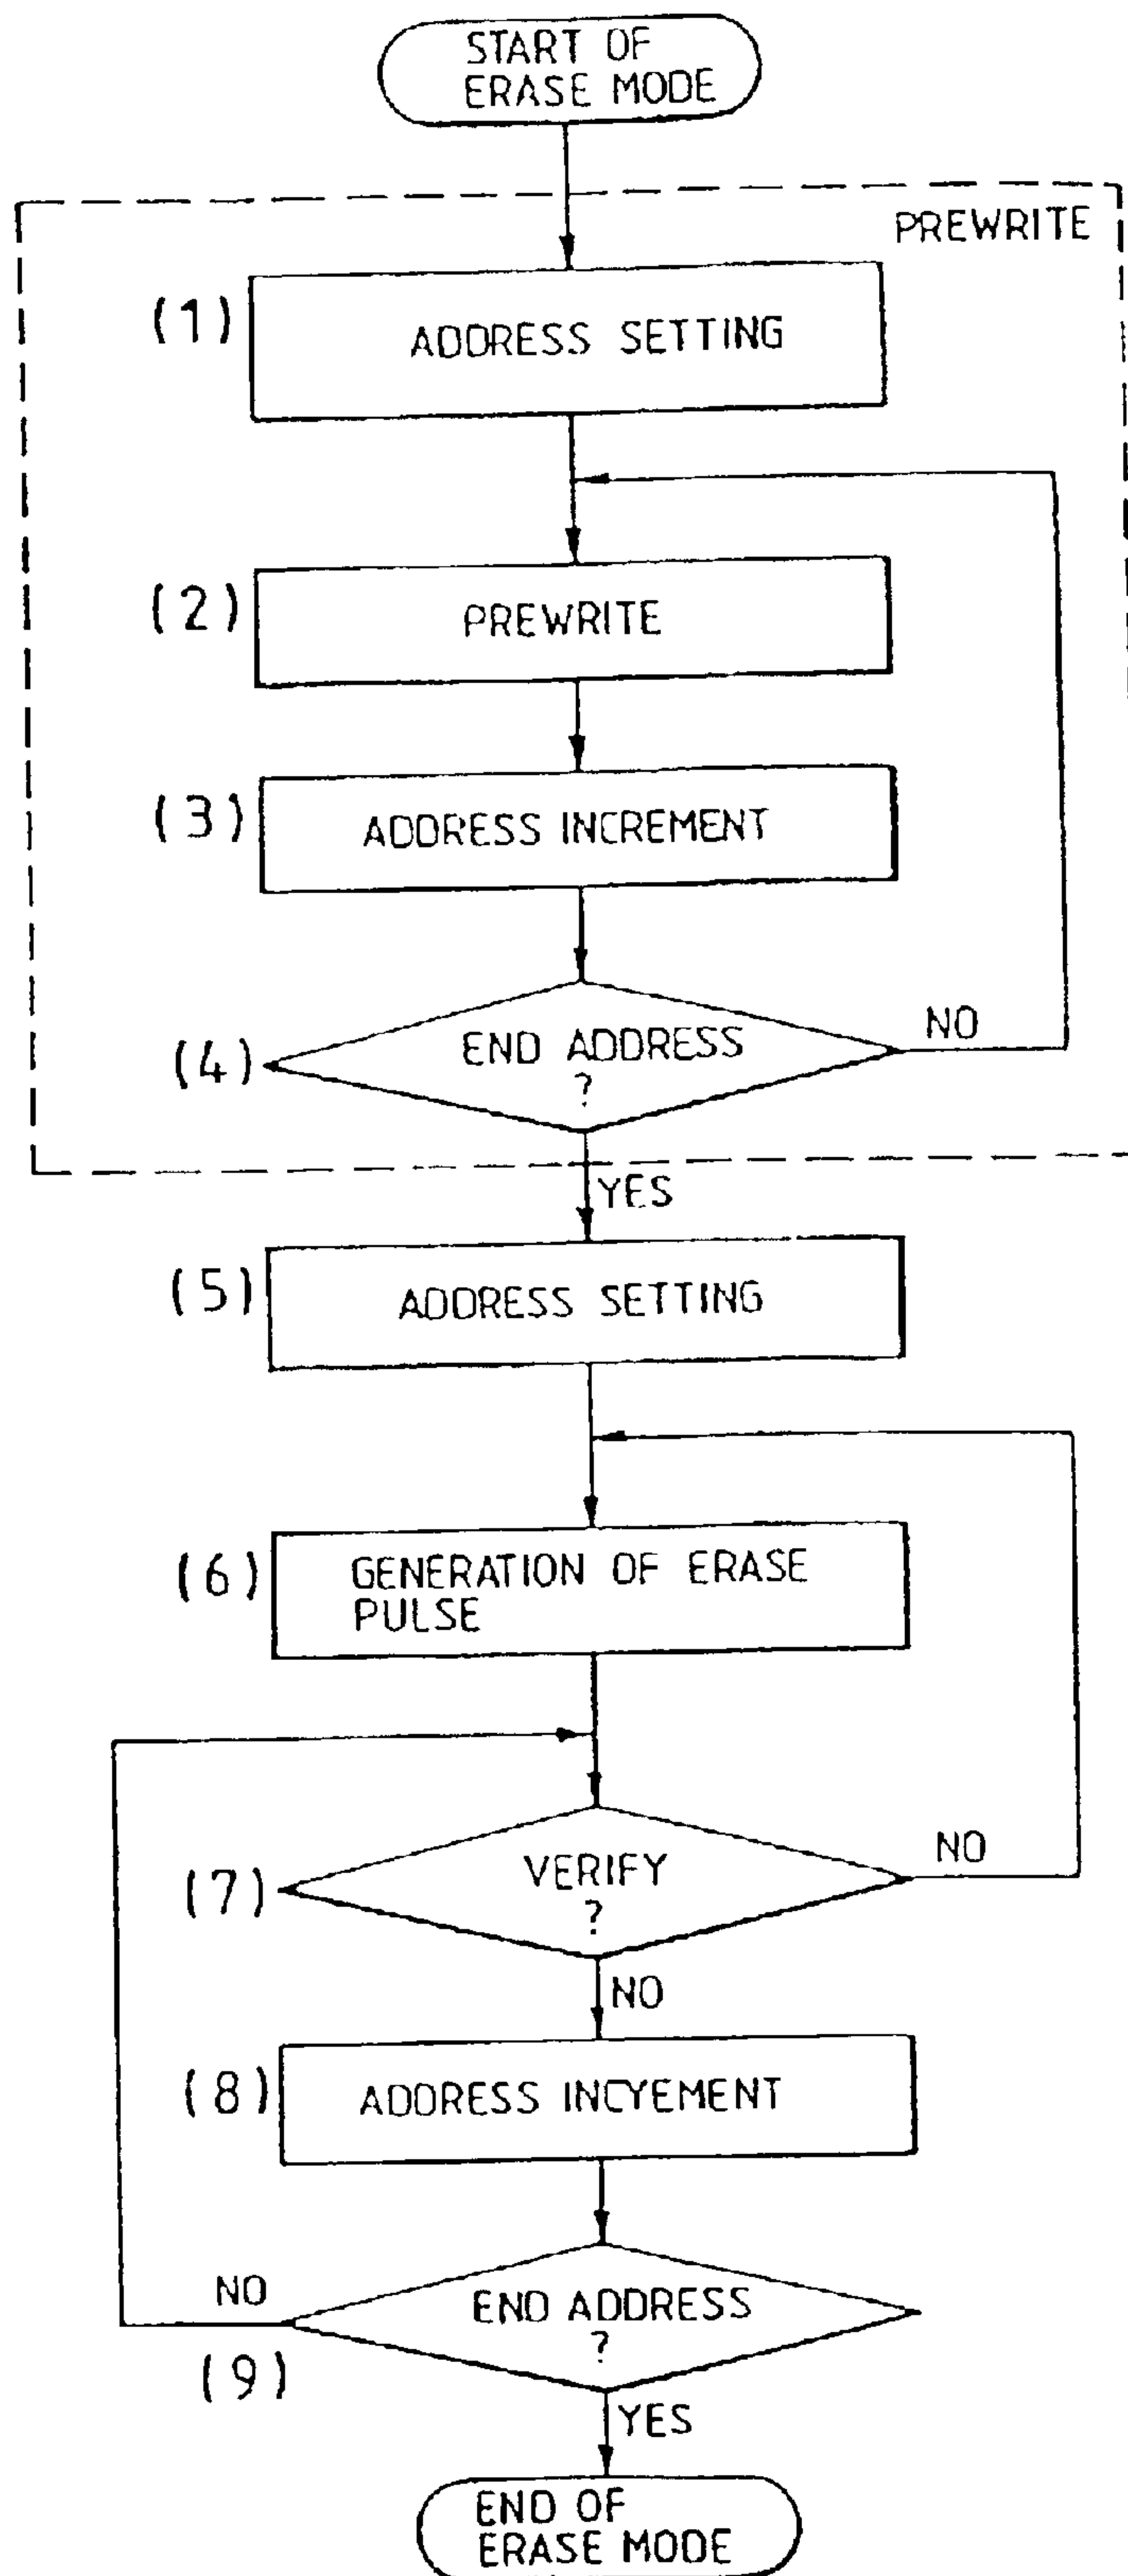 START OF
ERASE MODE
PREWRITE
(1)
ADDRESS SETTING
(2)
PREWRITE
(3)
ADDRESS INCREMENT
(4)
END ADDRESS
?
NO
YES
(5)
ADDRESS SETTING
(6)
GENERATION OF ERASE
PULSE
(7)
VERIFY
?
NO
NO
(8)
ADDRESS INCYEMENT
NO
END ADDRESS
?
(9)
YES
END OF
ERASE MODE